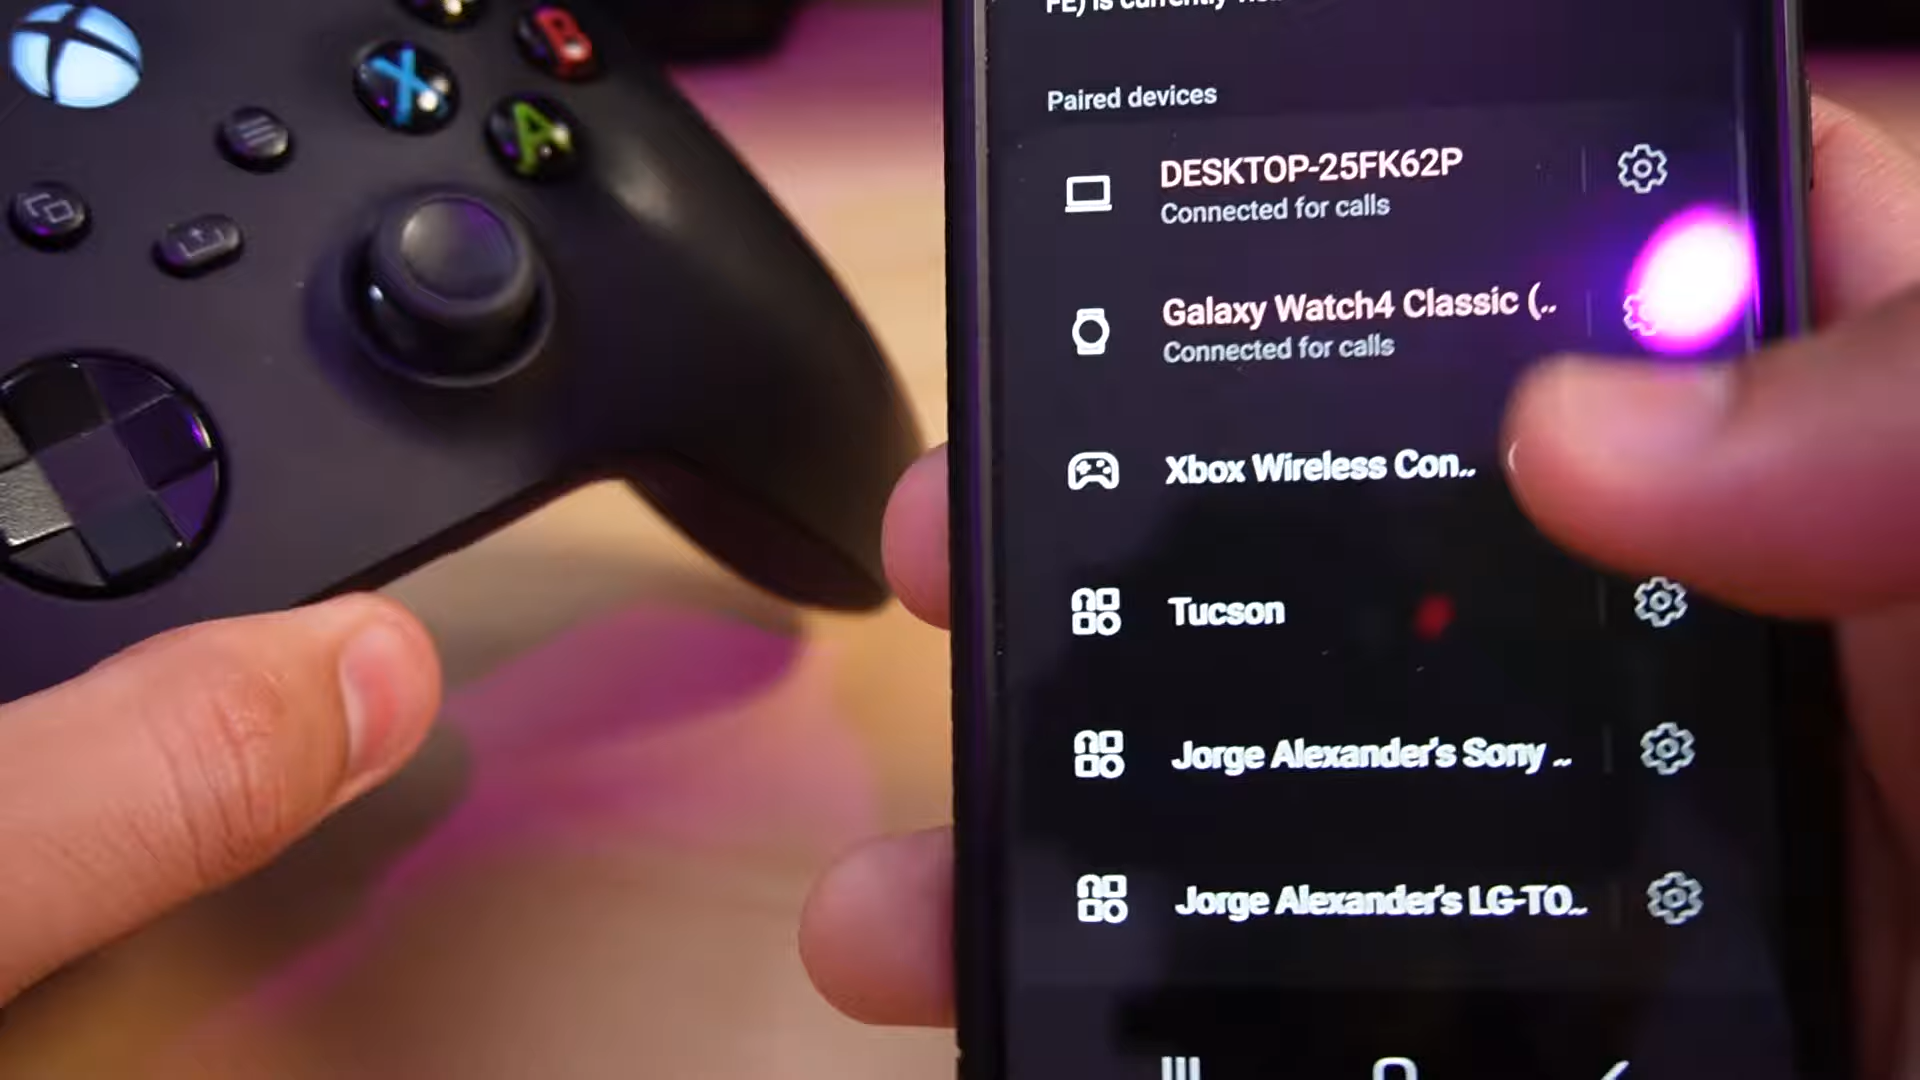 X
B
A
Paired devices
DESKTOP-25FK62P
Connected for calls
Galaxy Watch4 Classic (..
Connected for calls
Xbox Wireless Con..
Tucson
Jorge Alexander's Sony ..
Jorge Alexander's LG-TO..